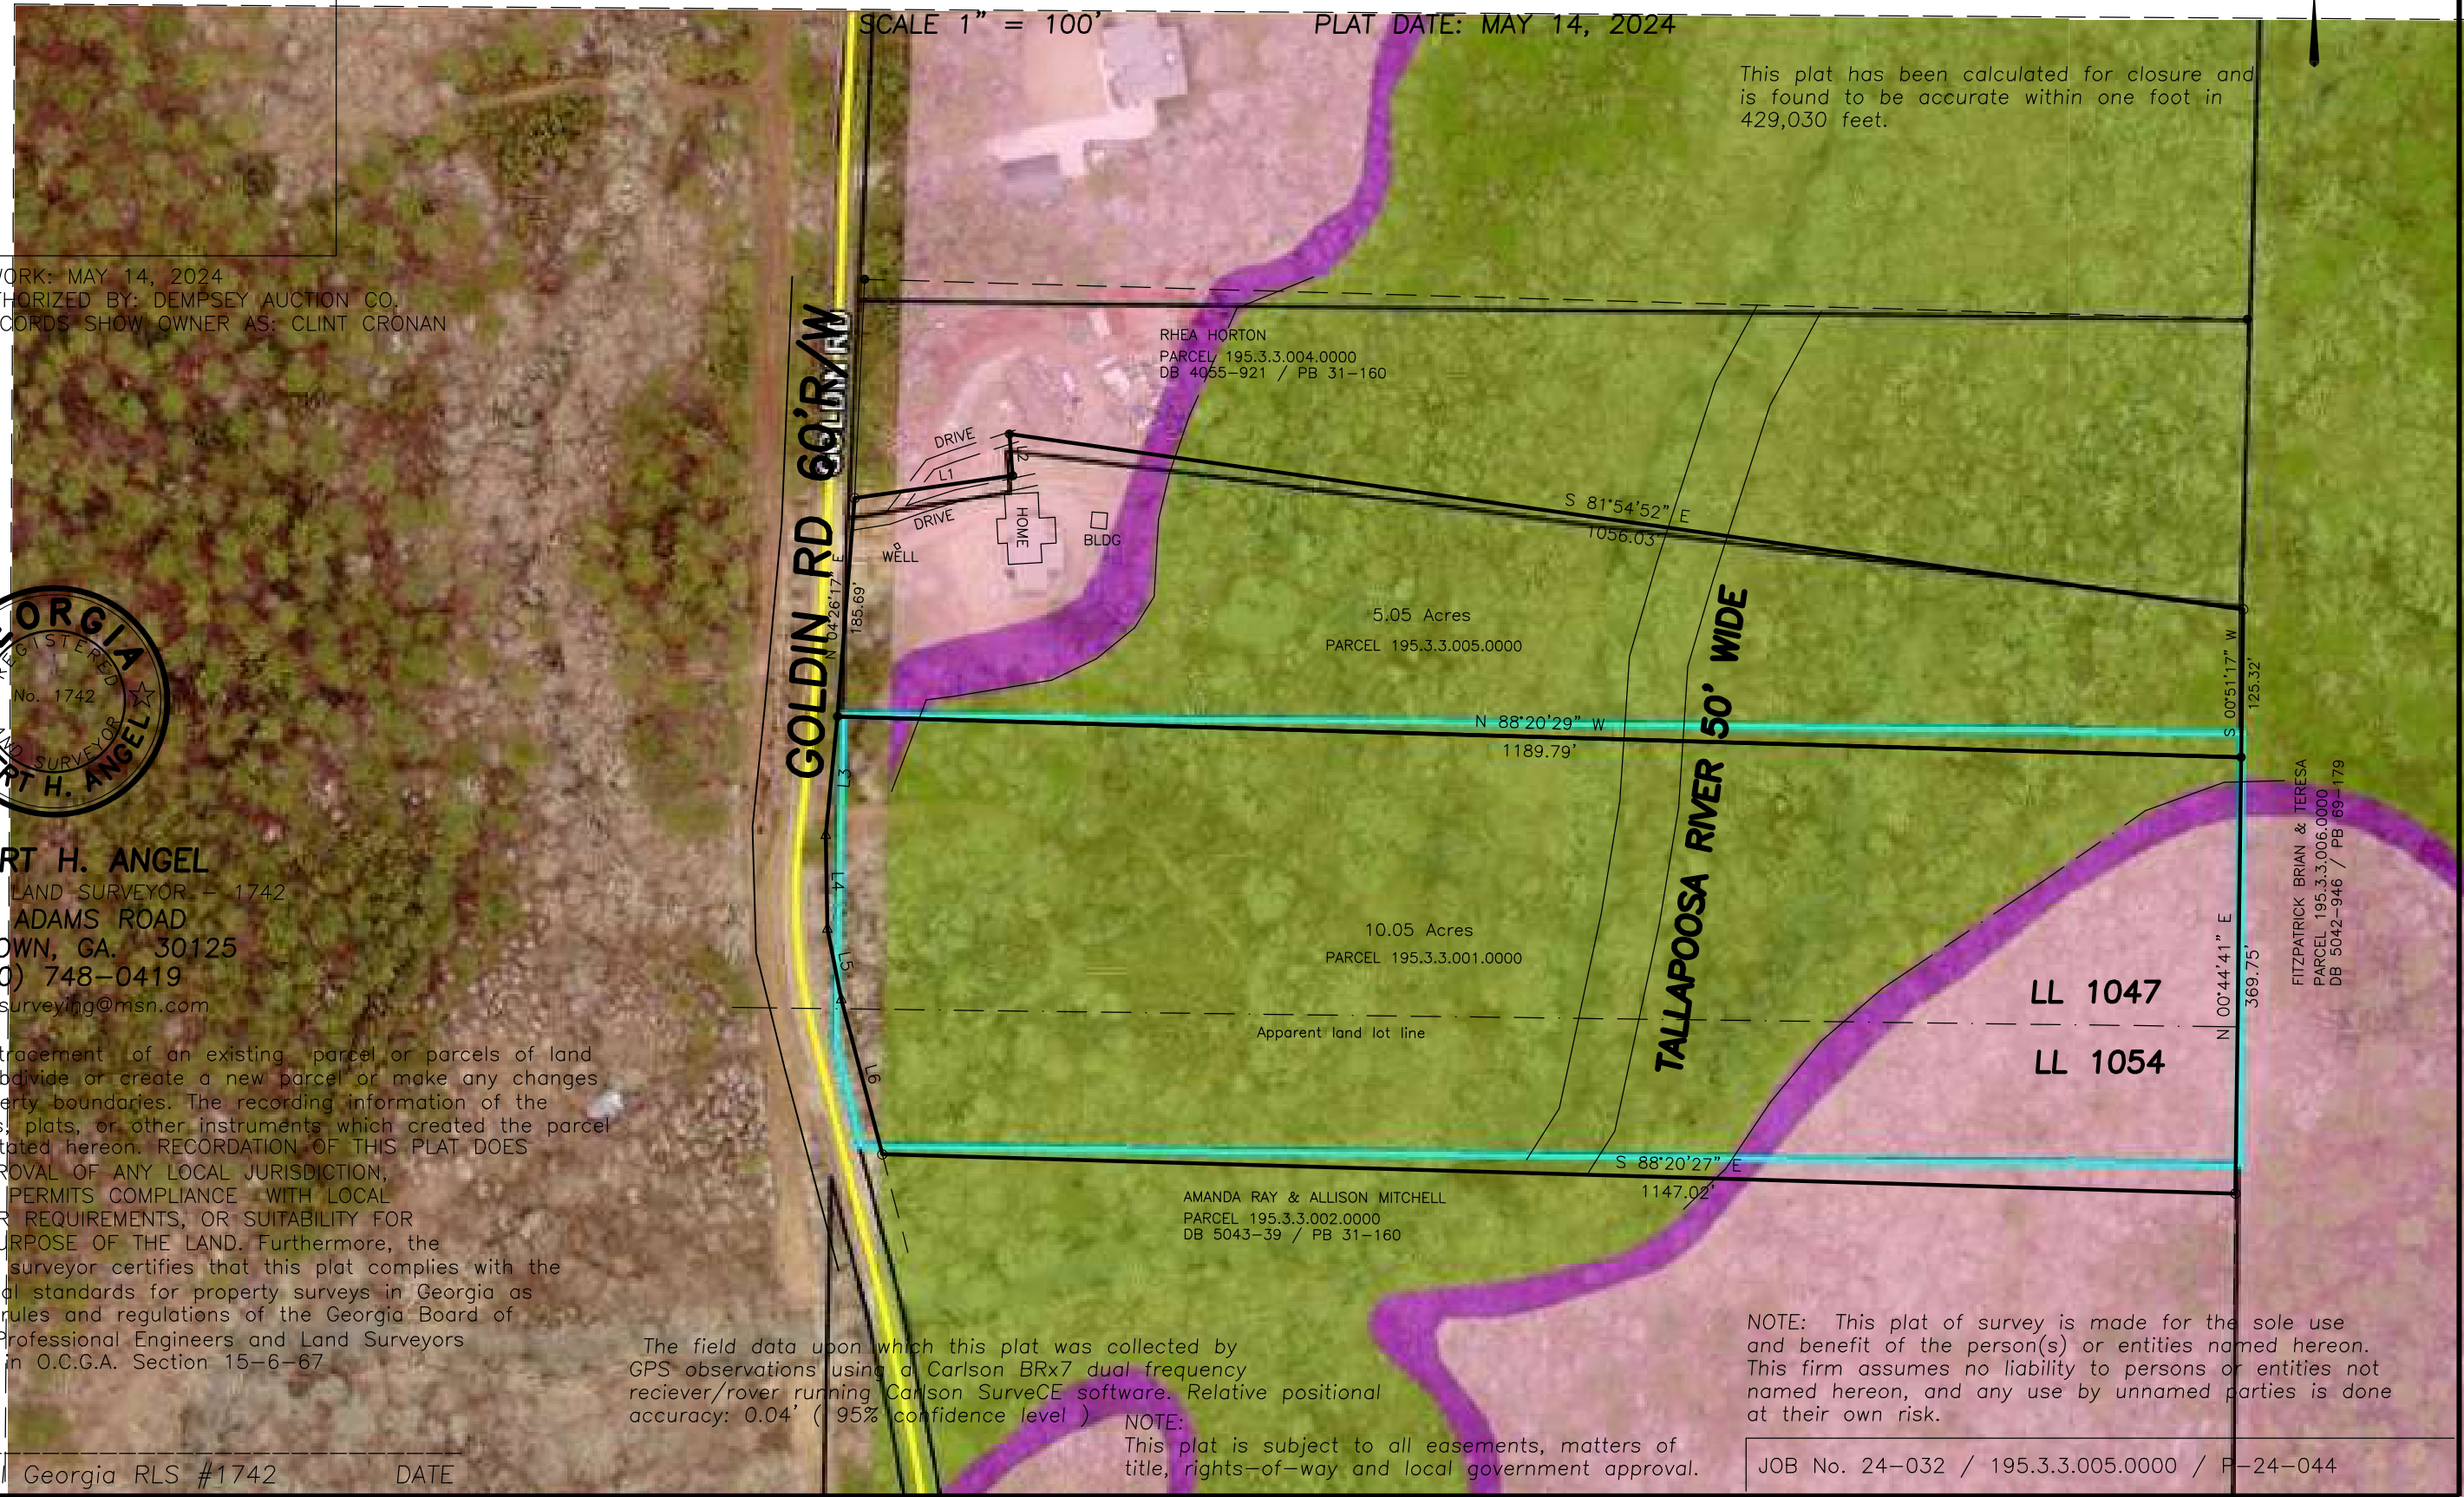 SCALE 1" = 100'
PLAT DATE: MAY 14, 2024
This plat has been calculated for closure and
is found to be accurate within one foot in
429,030 feet.
WORK: MAY 14, 2024
THORIZED BY: DEMPSEY AUCTION CO.
CORDS SHOW OWNER AS: CLINT CRONAN
GOLDIN RD 60'R/W
RHEA HORTON
PARCEL 195.3.3.004.0000
DB 4055-921 / PB 31-160
DRIVE
L1
L2
DRIVE
HOME
BLDG
WELL
S 81°54'52" E
1056.03'
N 04°26'17" E
185.69'
5.05 Acres
PARCEL 195.3.3.005.0000
S 00°51'17" W
125.32'
N 88°20'29" W
1189.79'
TALLAPOOSA RIVER 50' WIDE
L3
L4
L5
L6
10.05 Acres
PARCEL 195.3.3.001.0000
FITZPATRICK BRIAN & TERESA
PARCEL 195.3.3.006.0000
DB 5042-946 / PB 69-179
N 00°44'41" E
369.75'
LL 1047
Apparent land lot line
LL 1054
S 88°20'27" E
1147.02'
AMANDA RAY & ALLISON MITCHELL
PARCEL 195.3.3.002.0000
DB 5043-39 / PB 31-160
ORGIA
REGISTERED
No. 1742
AND SURVEYOR
ERT H. ANGEL
RT H. ANGEL
LAND SURVEYOR - 1742
ADAMS ROAD
OWN, GA. 30125
0) 748-0419
surveying@msn.com
tracement of an existing parcel or parcels of land
bdivide or create a new parcel or make any changes
erty boundaries. The recording information of the
s, plats, or other instruments which created the parcel
tated hereon. RECORDATION OF THIS PLAT DOES
ROVAL OF ANY LOCAL JURISDICTION,
PERMITS COMPLIANCE WITH LOCAL
R REQUIREMENTS, OR SUITABILITY FOR
URPOSE OF THE LAND. Furthermore, the
surveyor certifies that this plat complies with the
al standards for property surveys in Georgia as
rules and regulations of the Georgia Board of
Professional Engineers and Land Surveyors
in O.C.G.A. Section 15-6-67
Georgia RLS #1742
DATE
The field data upon which this plat was collected by
GPS observations using a Carlson BRx7 dual frequency
reciever/rover running Carlson SurveCE software. Relative positional
accuracy: 0.04' ( 95% confidence level )
NOTE:
This plat is subject to all easements, matters of
title, rights-of-way and local government approval.
NOTE: This plat of survey is made for the sole use
and benefit of the person(s) or entities named hereon.
This firm assumes no liability to persons or entities not
named hereon, and any use by unnamed parties is done
at their own risk.
JOB No. 24-032 / 195.3.3.005.0000 / P-24-044